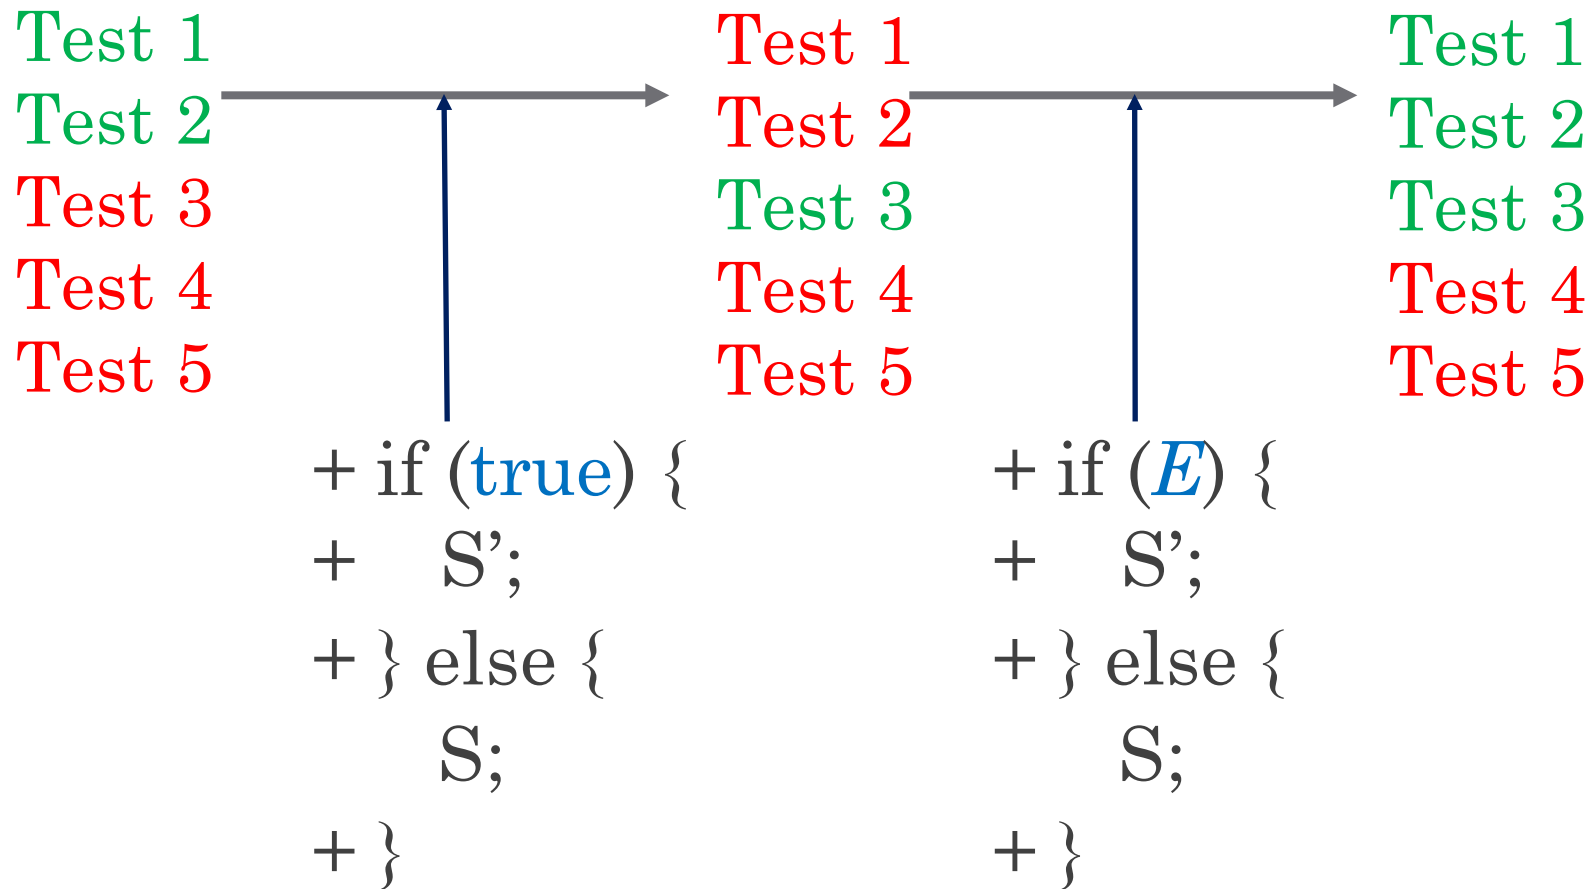 Test 1
Test 2
Test 3
Test 4
Test 5
Test 1
Test 2
Test 3
Test 4
Test 5
Test 1
Test 2
Test 3
Test 4
Test 5
+ if (true) {
+ S’;
+ } else {
S;
+ }
+ if (E) {
+ S’;
+ } else {
S;
+ }